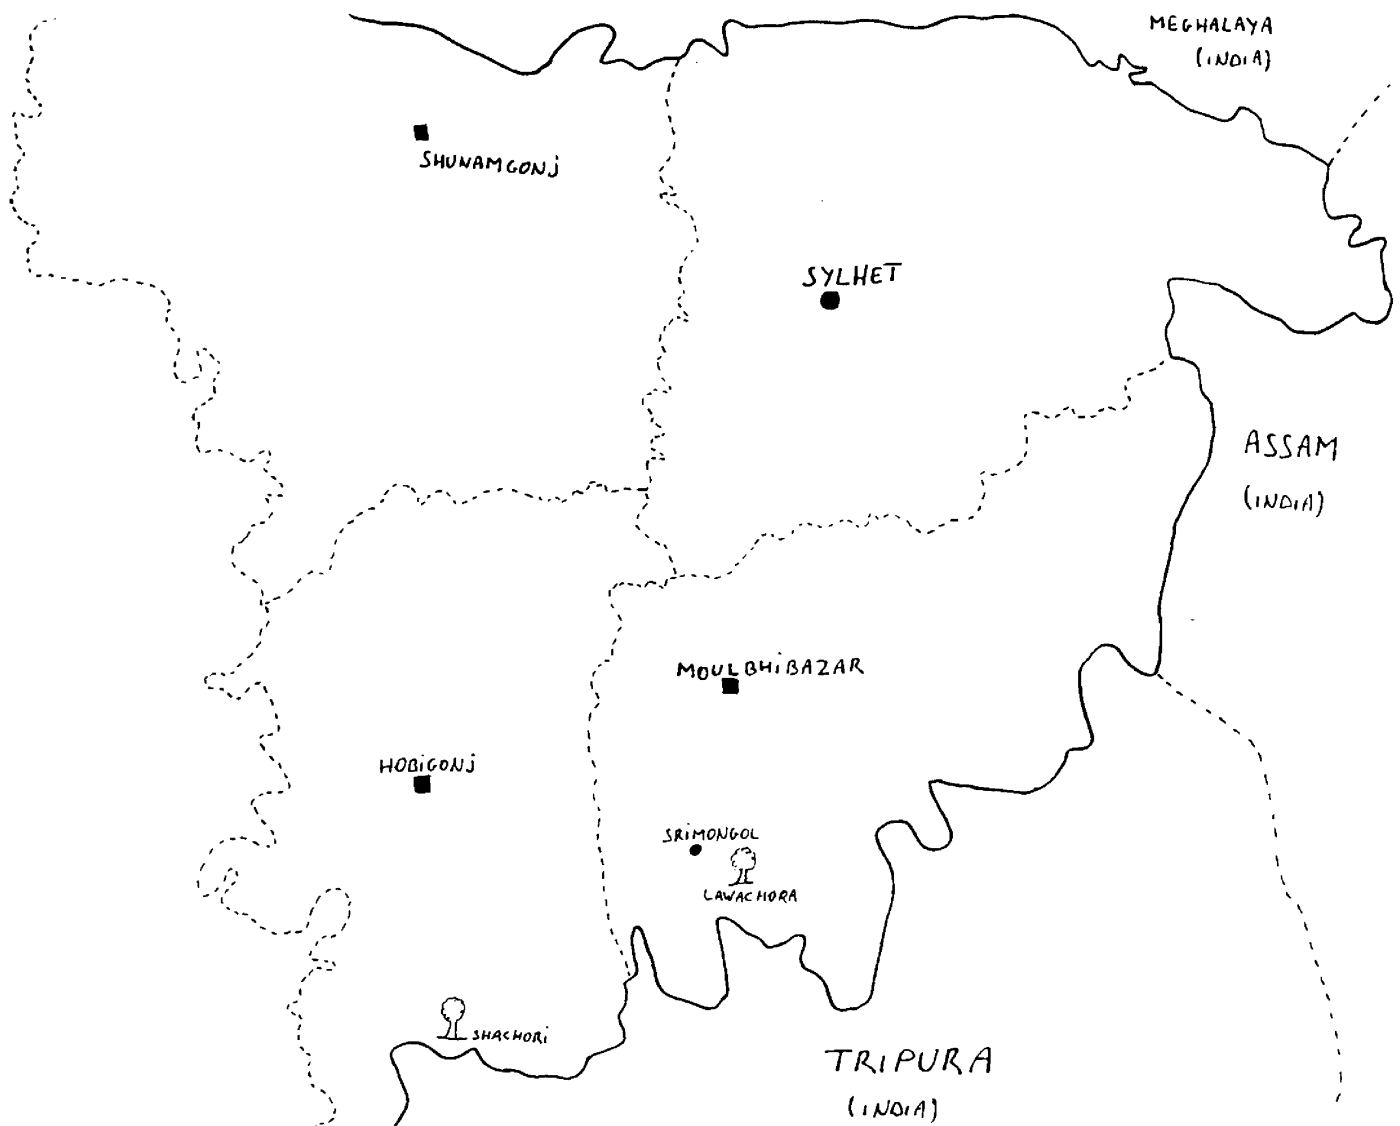 MEGHALAYA
(INDIA)
SHUNAMGONJ
SYLHET
ASSAM
(INDIA)
MOULBHIBAZAR
HOBIGONJ
SRIMONGOL
LAWACHORA
SHACHORI
TRIPURA
(INDIA)